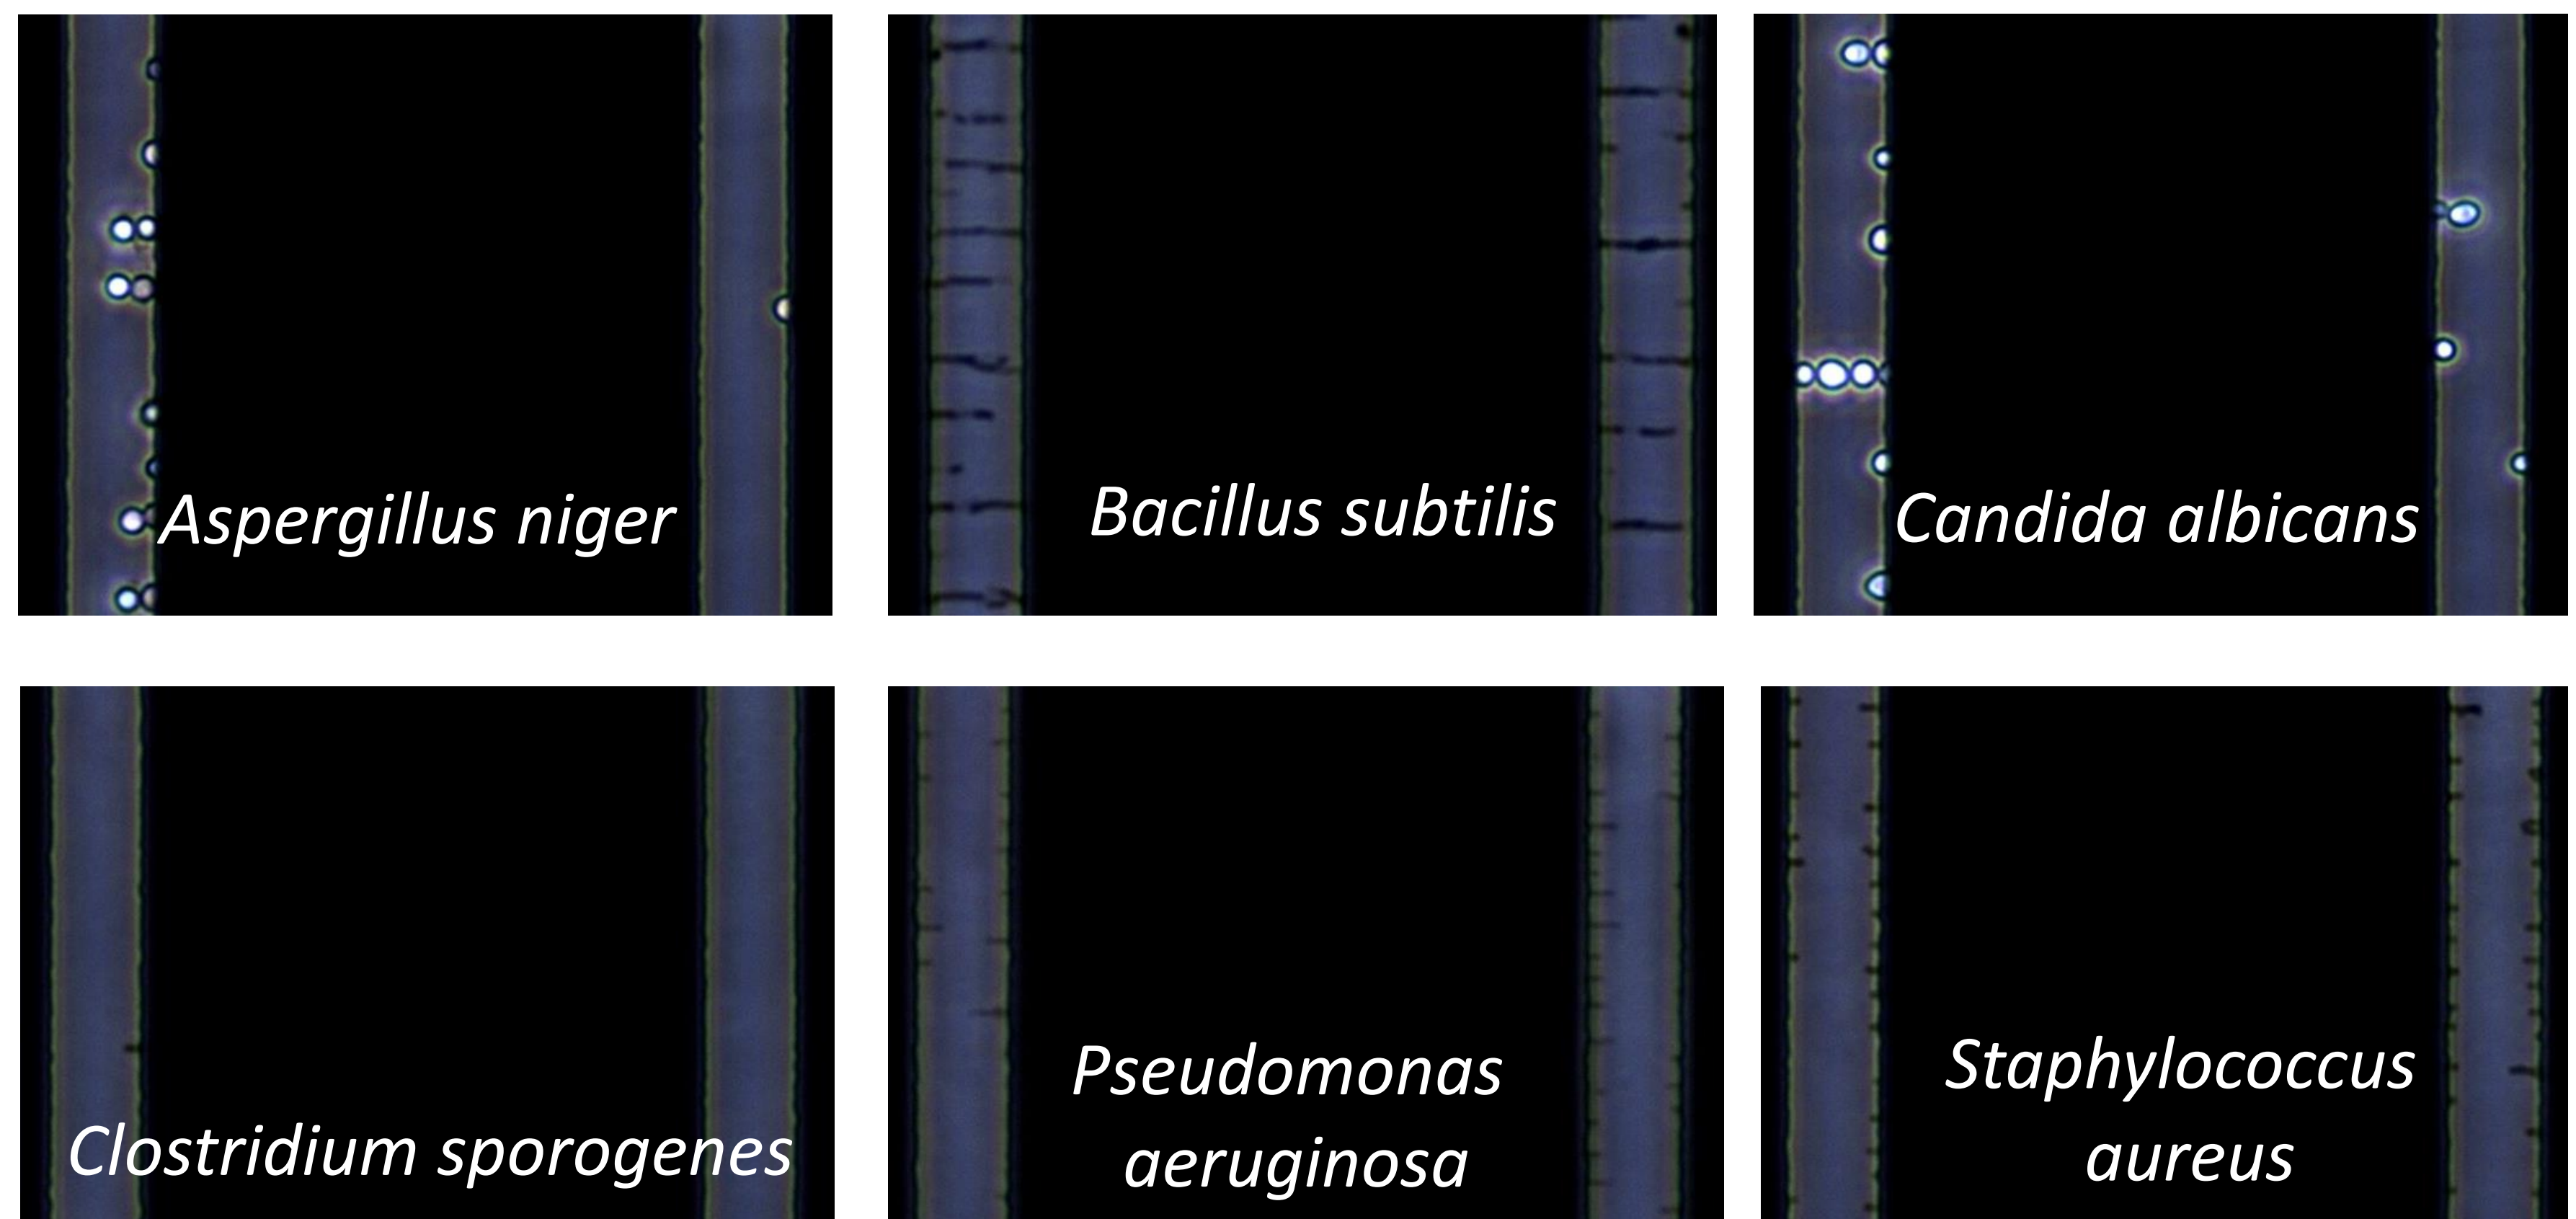 Aspergillus niger
Bacillus subtilis
Candida albicans
Clostridium sporogenes
Pseudomonas
aeruginosa
Staphylococcus
aureus